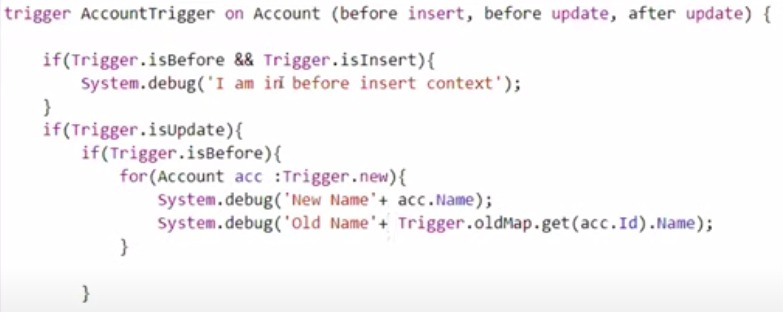 trigger AccountTrigger on Account (before insert, before update, after update) {
if(Trigger.isBefore && Trigger.isInsert){
System.debug('I am in before insert context');
}
if(Trigger.isUpdate){
if(Trigger.isBefore){
for(Account acc :Trigger.new){
System.debug('New Name'+ acc.Name);
System.debug('Old Name'+ Trigger.oldMap.get(acc.Id).Name);
}
}